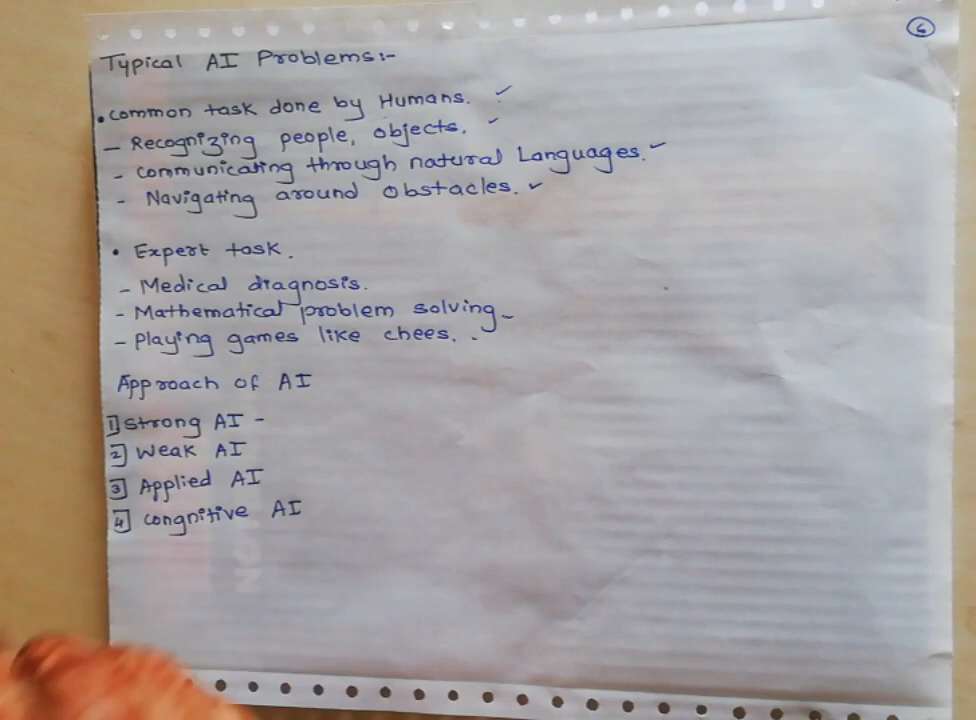 6
Typical AI Problems:-
• common task done by Humans. ✓
- Recognizing people, objects. ✓
- communicating through natural Languages. ✓
- Navigating around obstacles. ✓
• Expert task.
- Medical diagnosis.
- Mathematical problem solving -
- playing games like chees. .
Approach of AI
1] strong AI -
2] Weak AI
3] Applied AI
4] congnitive AI